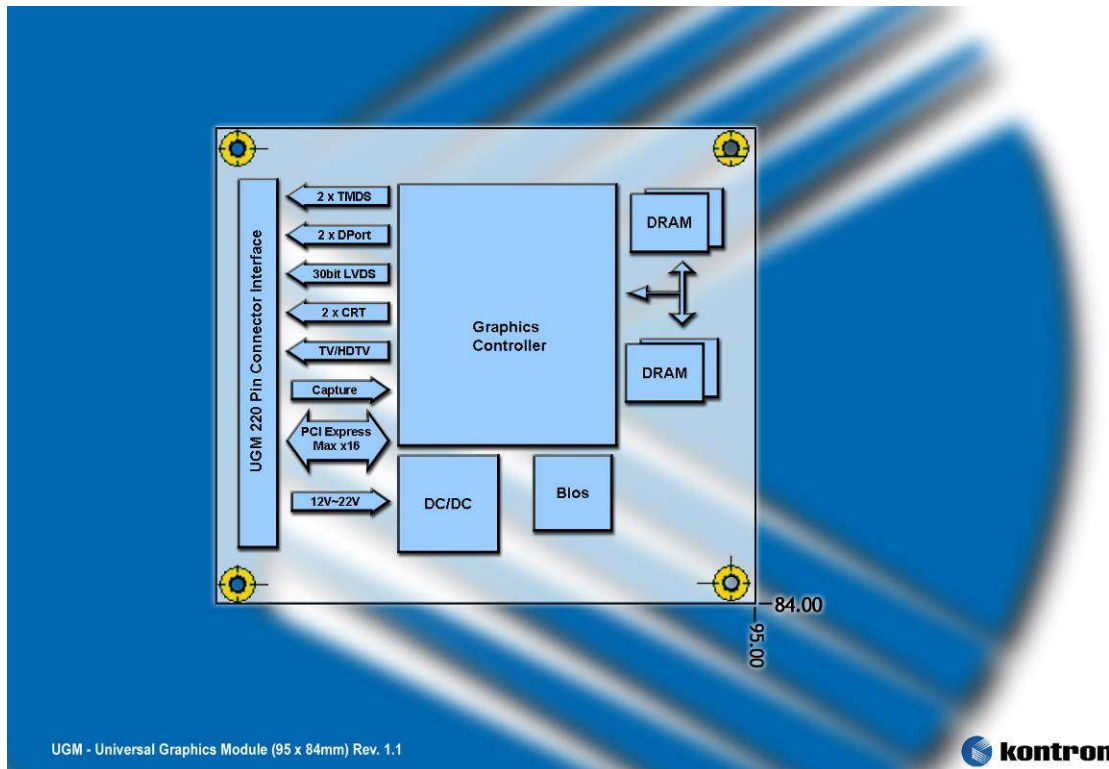 UGM 220 Pin Connector Interface
2 x TMDS
2 x DPort
30bit LVDS
2 x CRT
TV/HDTV
Capture
PCI Express
Max x16
12V~22V
Graphics
Controller
DRAM
DRAM
DC/DC
Bios
84.00
95.00
UGM - Universal Graphics Module (95 x 84mm) Rev. 1.1
kontron